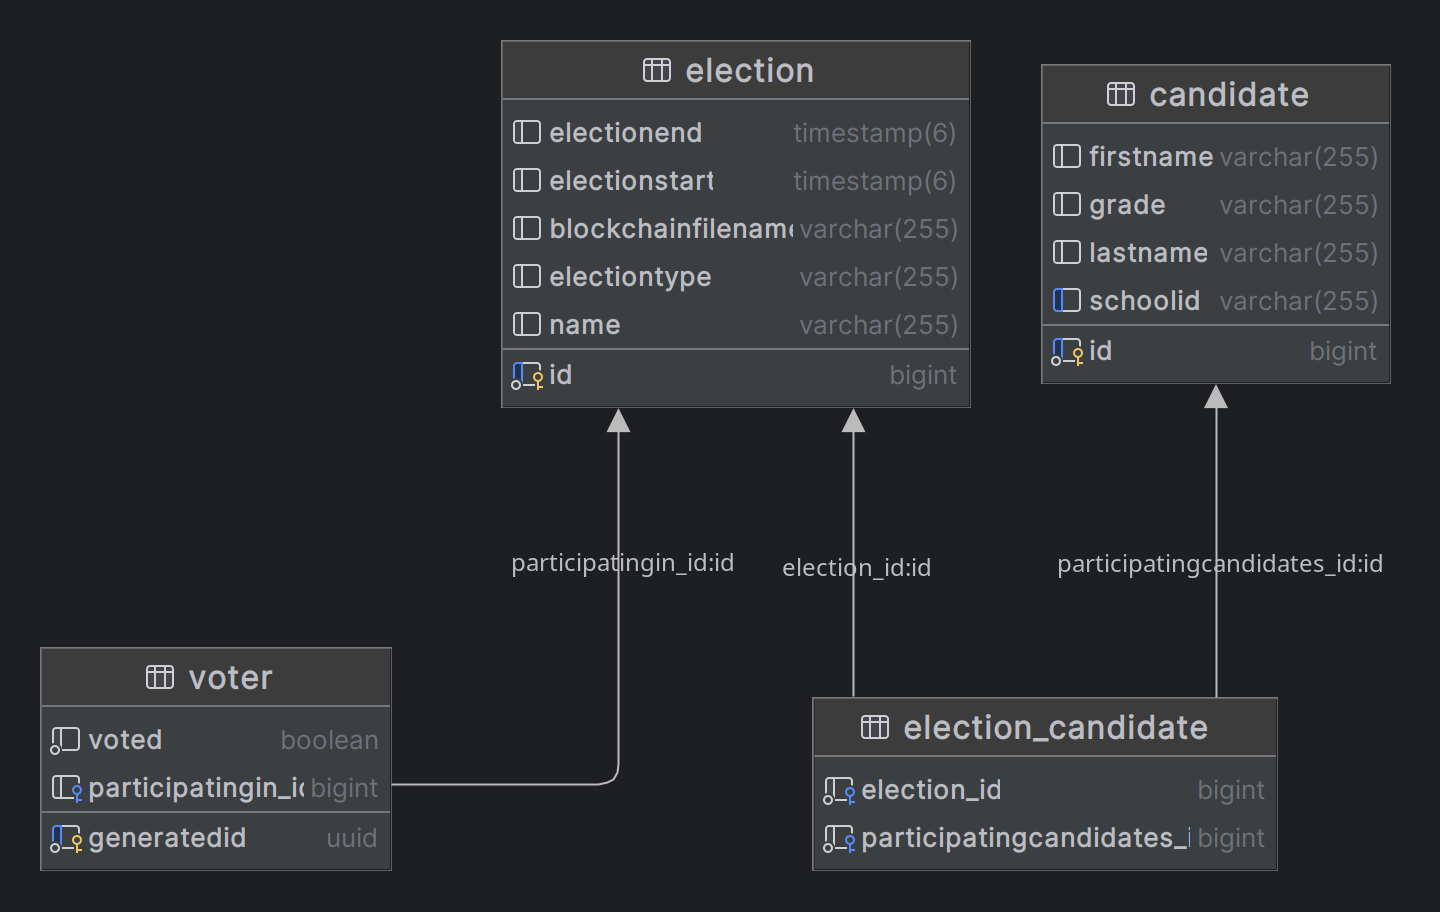 election
electionend timestamp(6)
electionstart timestamp(6)
blockchainfilename varchar(255)
electiontype varchar(255)
name varchar(255)
id bigint
candidate
firstname varchar(255)
grade varchar(255)
lastname varchar(255)
schoolid varchar(255)
id bigint
participatingin_id:id
election_id:id
participatingcandidates_id:id
voter
voted boolean
participatingin_id bigint
generatedid uuid
election_candidate
election_id bigint
participatingcandidates_i bigint